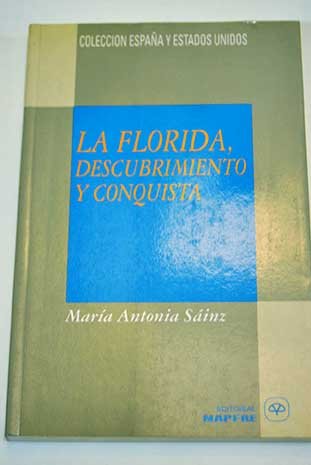 COLECCION ESPAÑA Y ESTADOS UNIDOS
LA FLORIDA,
DESCUBRIMIENTO
Y CONQUISTA
María Antonia Sáinz
EDITORIAL
MAPFRE